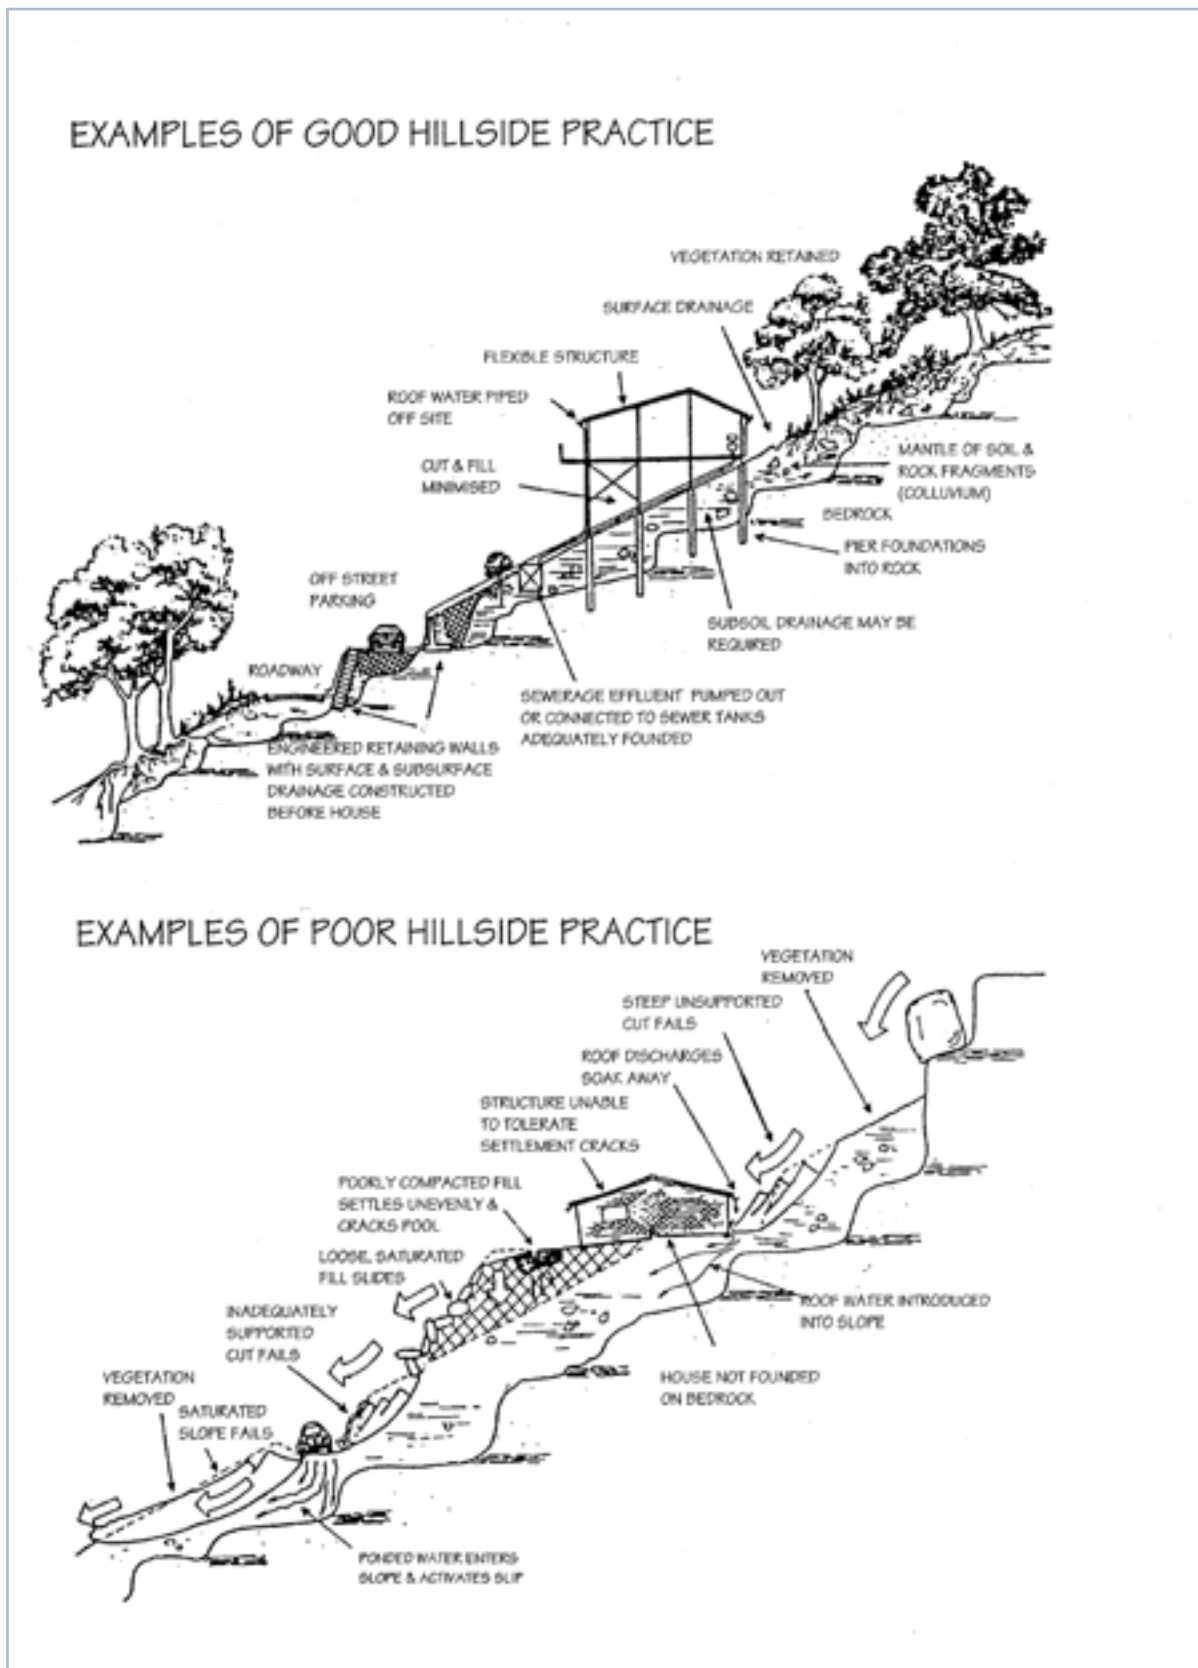 EXAMPLES OF GOOD HILLSIDE PRACTICE
VEGETATION RETAINED
SURFACE DRAINAGE
FLEXIBLE STRUCTURE
ROOF WATER PIPED
OFF SITE
CUT & FILL
MINIMISED
MANTLE OF SOIL &
ROCK FRAGMENTS
(COLLUVIUM)
BEDROCK
PIER FOUNDATIONS
INTO ROCK
OFF STREET
PARKING
SUBSOIL DRAINAGE MAY BE
REQUIRED
ROADWAY
SEWERAGE EFFLUENT PUMPED OUT
OR CONNECTED TO SEWER TANKS
ADEQUATELY FOUNDED
ENGINEERED RETAINING WALLS
WITH SURFACE & SUBSURFACE
DRAINAGE CONSTRUCTED
BEFORE HOUSE
EXAMPLES OF POOR HILLSIDE PRACTICE
VEGETATION
REMOVED
STEEP UNSUPPORTED
CUT FAILS
ROOF DISCHARGES
SOAK AWAY
STRUCTURE UNABLE
TO TOLERATE
SETTLEMENT CRACKS
POORLY COMPACTED FILL
SETTLES UNEVENLY &
CRACKS POOL
LOOSE, SATURATED
FILL SLIDES
INADEQUATELY
SUPPORTED
CUT FAILS
ROOF WATER INTRODUCED
INTO SLOPE
HOUSE NOT FOUNDED
ON BEDROCK
VEGETATION
REMOVED
SATURATED
SLOPE FAILS
PONDED WATER ENTERS
SLOPE & ACTIVATES SLIP